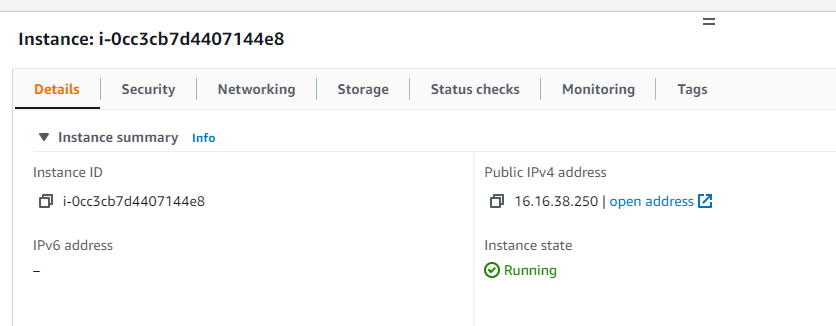 Instance: i-0cc3cb7d4407144e8
Details Security Networking Storage Status checks Monitoring Tags
Instance summary Info
Instance ID
i-0cc3cb7d4407144e8
Public IPv4 address
16.16.38.250 | open address
IPv6 address
–
Instance state
Running